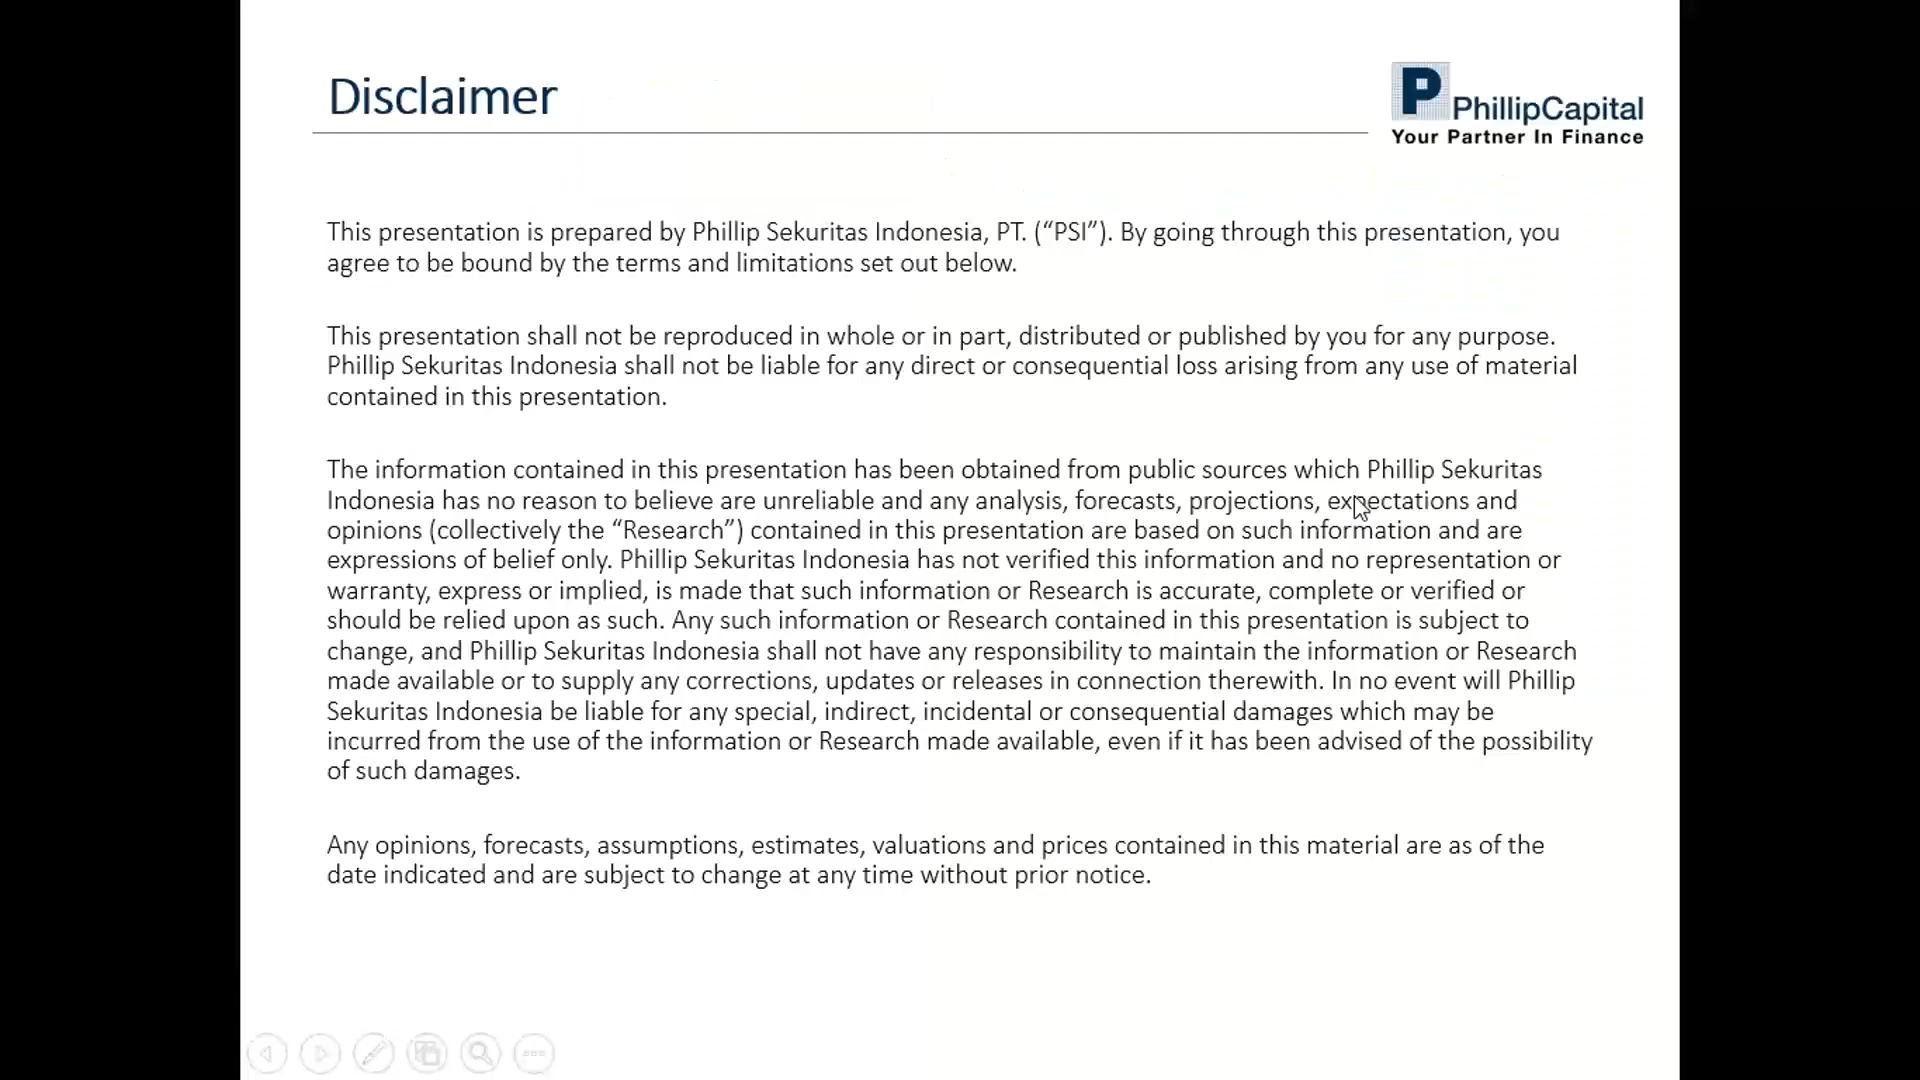 Disclaimer
P PhillipCapital
Your Partner In Finance
This presentation is prepared by Phillip Sekuritas Indonesia, PT. (“PSI”). By going through this presentation, you
agree to be bound by the terms and limitations set out below.
This presentation shall not be reproduced in whole or in part, distributed or published by you for any purpose.
Phillip Sekuritas Indonesia shall not be liable for any direct or consequential loss arising from any use of material
contained in this presentation.
The information contained in this presentation has been obtained from public sources which Phillip Sekuritas
Indonesia has no reason to believe are unreliable and any analysis, forecasts, projections, expectations and
opinions (collectively the “Research”) contained in this presentation are based on such information and are
expressions of belief only. Phillip Sekuritas Indonesia has not verified this information and no representation or
warranty, express or implied, is made that such information or Research is accurate, complete or verified or
should be relied upon as such. Any such information or Research contained in this presentation is subject to
change, and Phillip Sekuritas Indonesia shall not have any responsibility to maintain the information or Research
made available or to supply any corrections, updates or releases in connection therewith. In no event will Phillip
Sekuritas Indonesia be liable for any special, indirect, incidental or consequential damages which may be
incurred from the use of the information or Research made available, even if it has been advised of the possibility
of such damages.
Any opinions, forecasts, assumptions, estimates, valuations and prices contained in this material are as of the
date indicated and are subject to change at any time without prior notice.